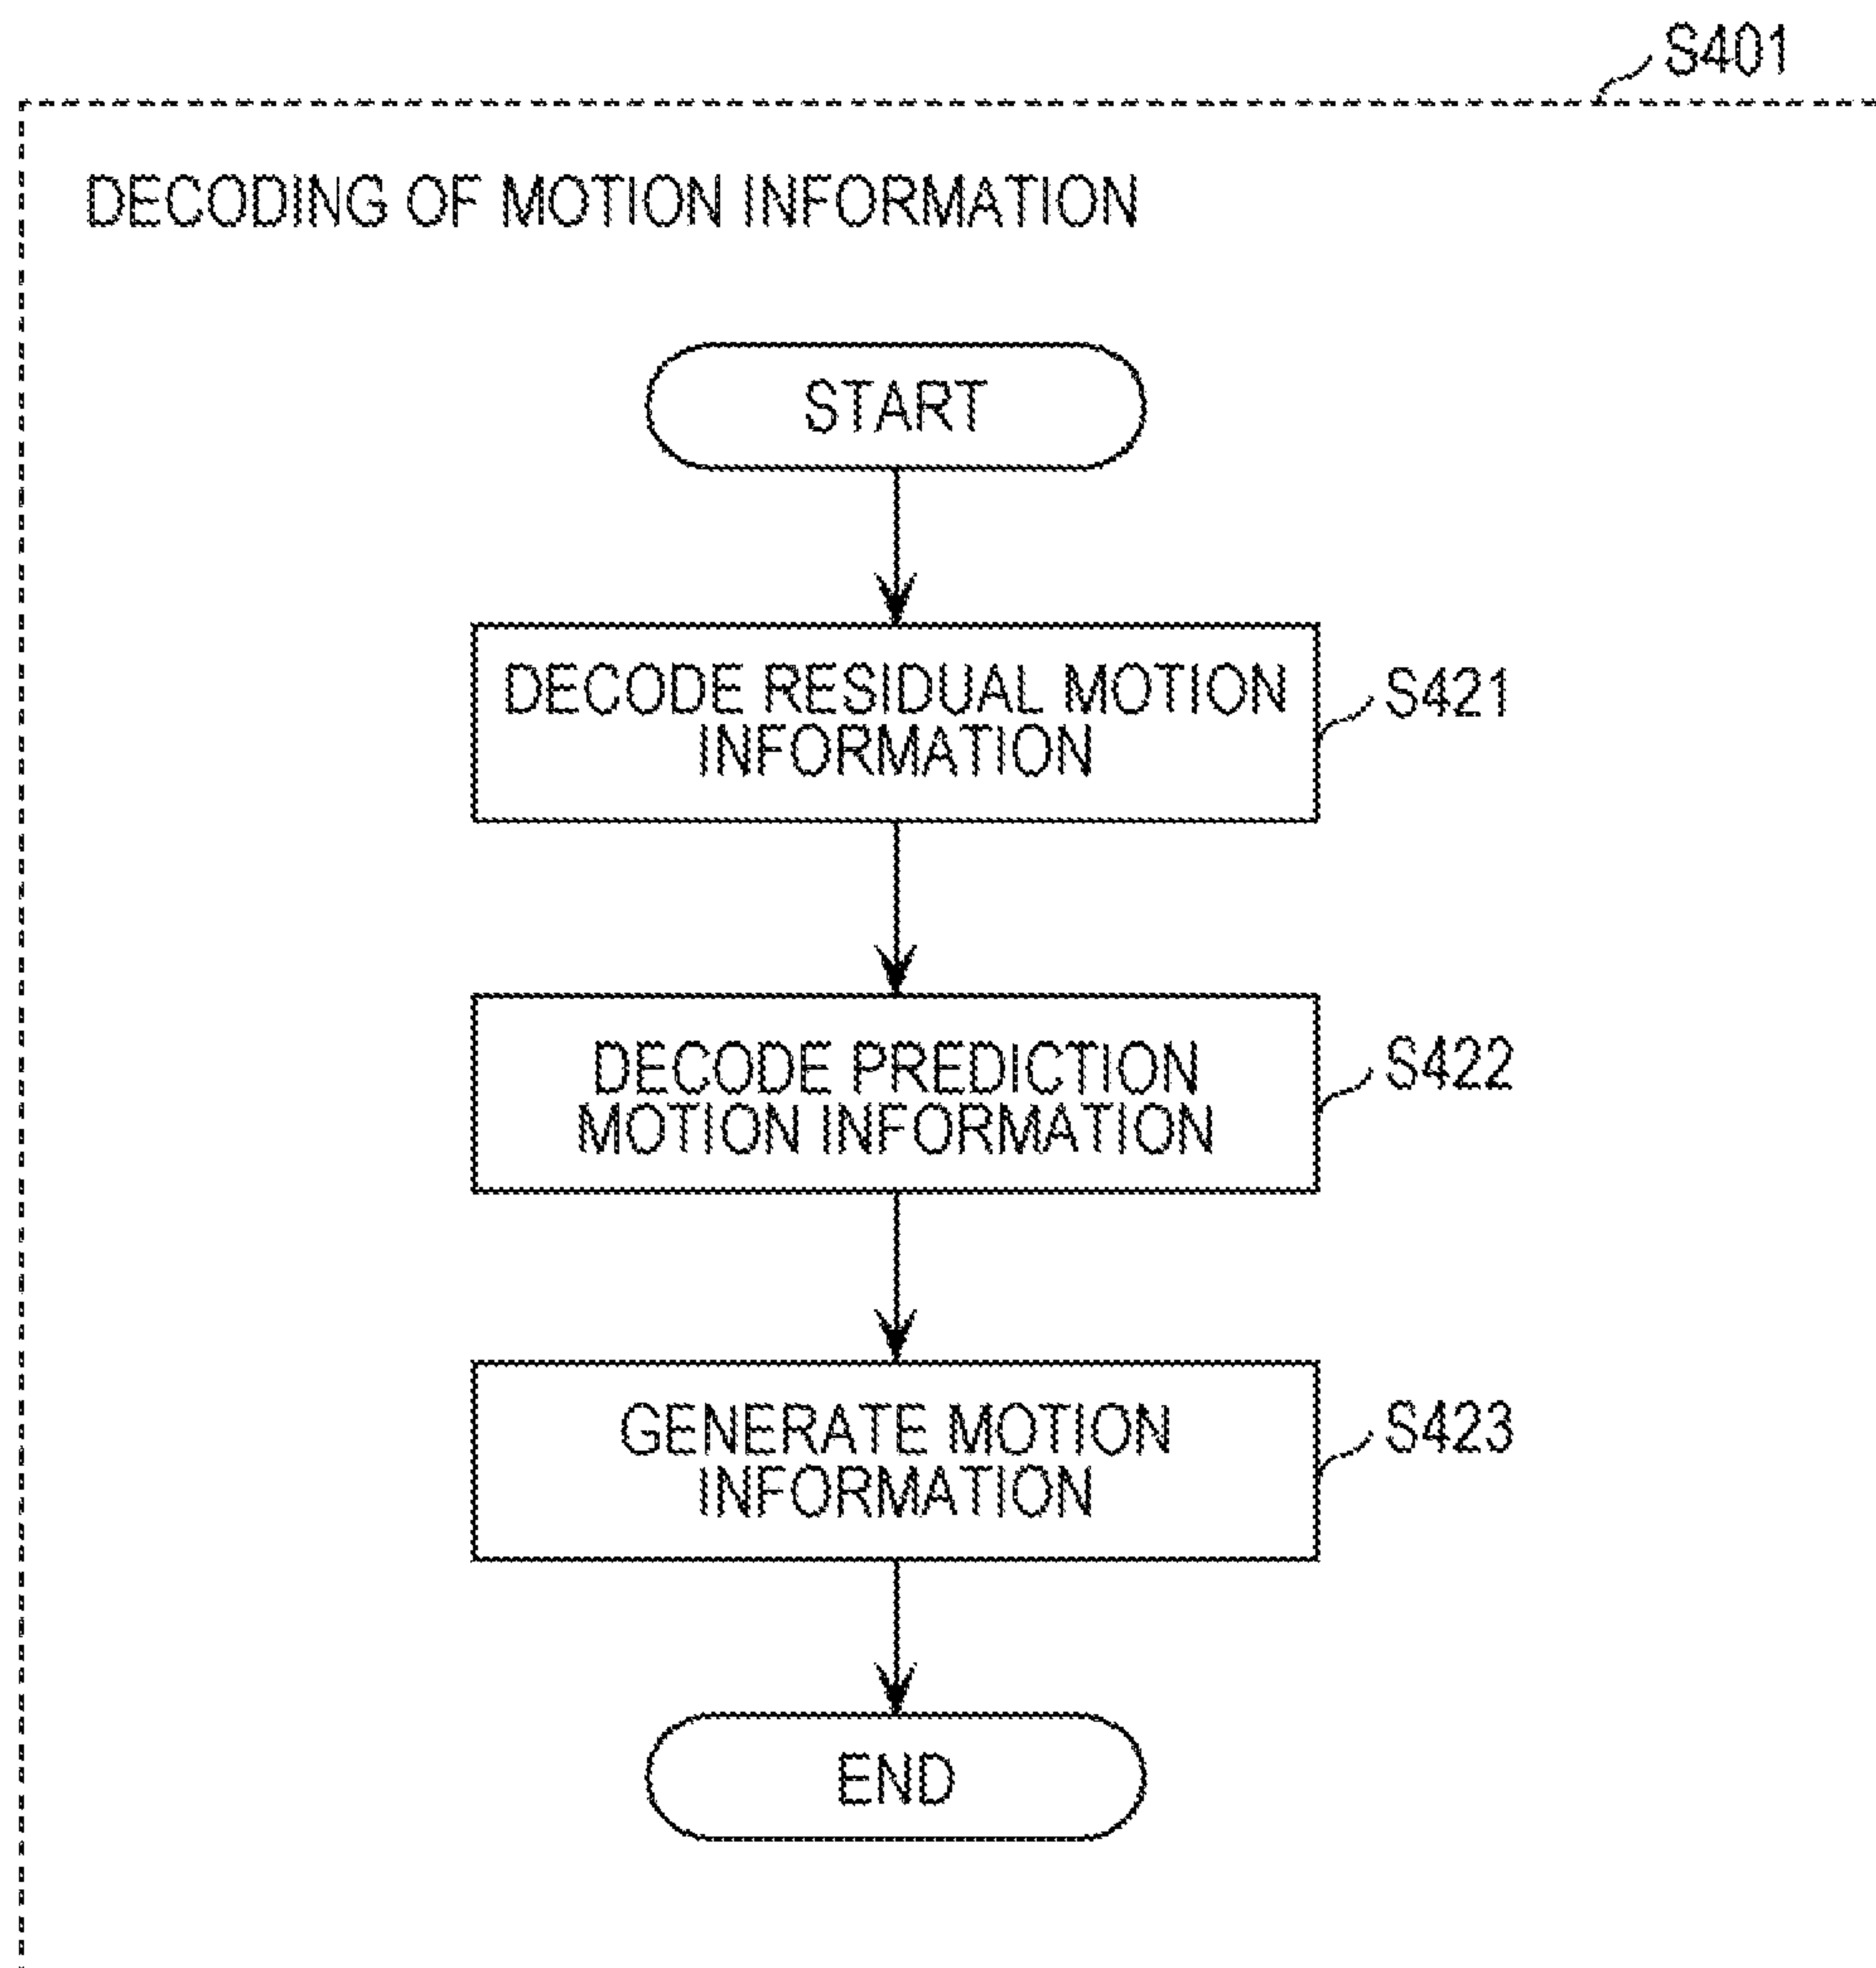 S401
DECODING OF MOTION INFORMATION
START
DECODE RESIDUAL MOTION
INFORMATION
S421
DECODE PREDICTION
MOTION INFORMATION
S422
GENERATE MOTION
INFORMATION
S423
END